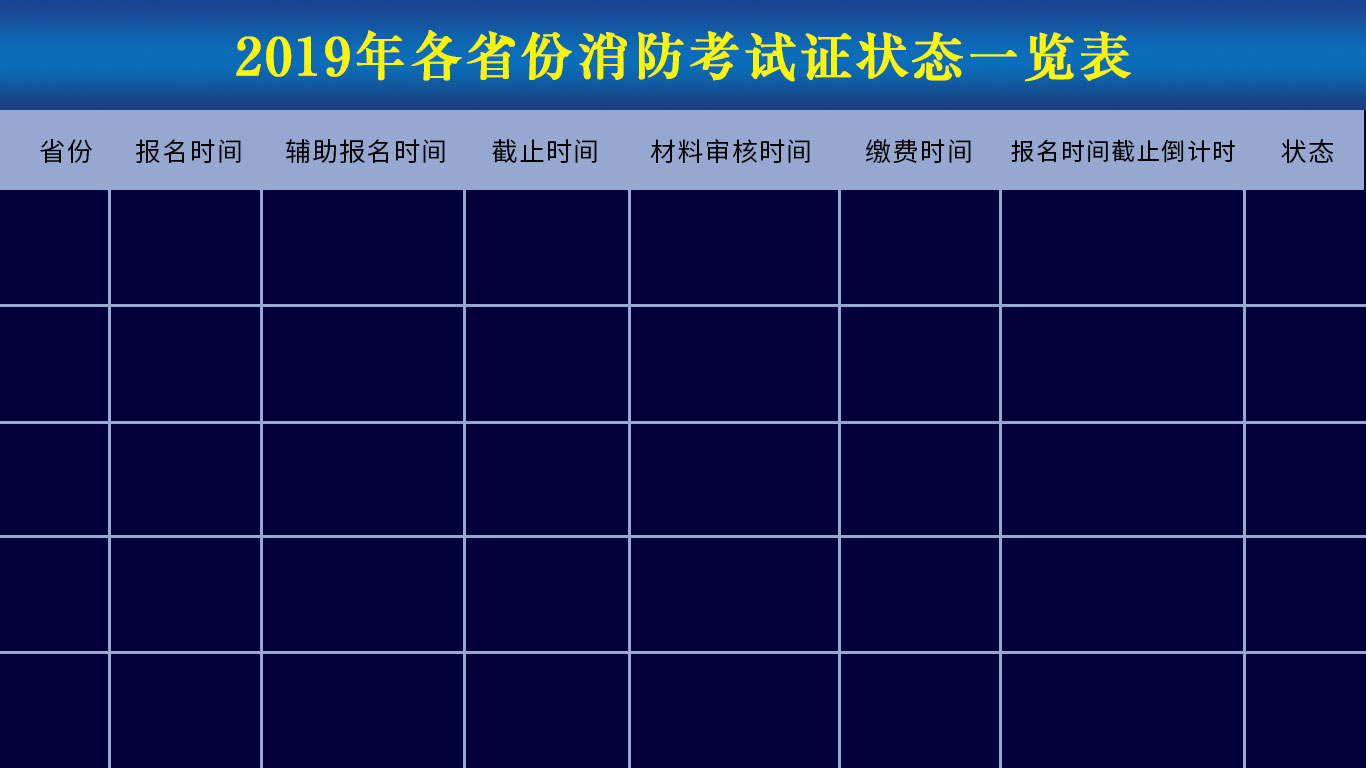 2019年各省份消防考试证状态一览表
省份 报名时间 辅助报名时间 截止时间 材料审核时间 缴费时间 报名时间截止倒计时 状态